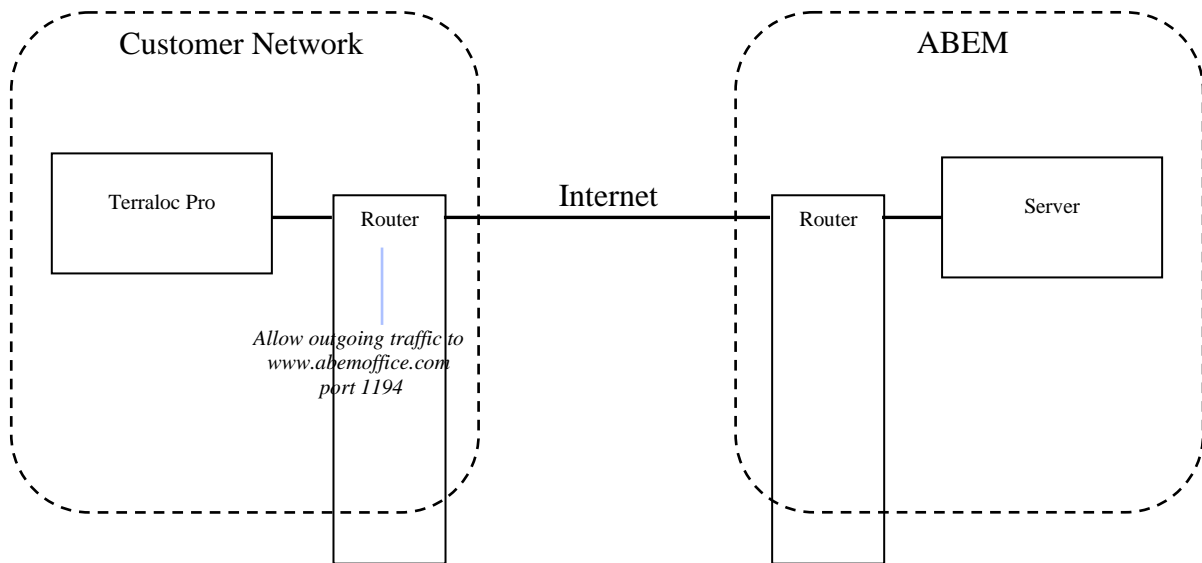 Customer Network
ABEM
Terraloc Pro
Router
Internet
Router
Server
Allow outgoing traffic to
www.abemoffice.com
port 1194